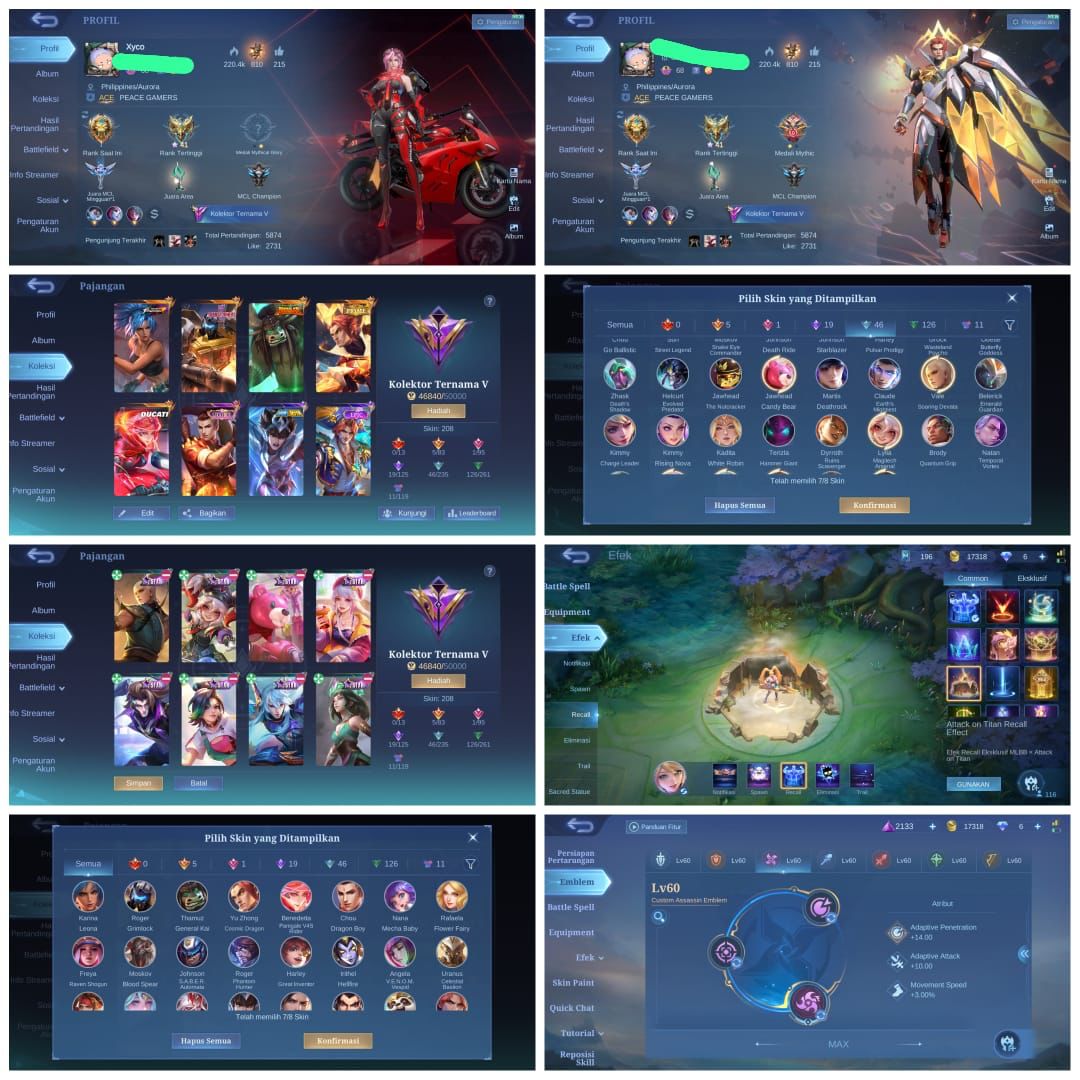 PROFIL
Pengaturan
Profil
Xyco
220.4k 810 215
Album
Philippines/Aurora
ACE PEACE GAMERS
Koleksi
Hasil
Pertandingan
Rank Saat Ini
41
Rank Tertinggi
Medali Mythical Glory
Battlefield
Info Streamer
Juara MCL
Mingguan*1
Juara Area
MCL Champion
Kartu Nama
Sosial
Edit
Kolektor Ternama V
Pengaturan
Akun
Total Pertandingan: 5874
Pengunjung Terakhir
Like: 2731
Album
PROFIL
Pengaturan
Profil
220.4k 810 215
68
Album
Philippines/Aurora
ACE PEACE GAMERS
Koleksi
Hasil
Pertandingan
Rank Saat Ini
41
Rank Tertinggi
Medali Mythic
Battlefield
Info Streamer
Juara MCL
Mingguan*1
Juara Area
MCL Champion
Kartu Nama
Sosial
Edit
Kolektor Ternama V
Pengaturan
Akun
Total Pertandingan: 5874
Pengunjung Terakhir
Like: 2731
Album
Pajangan
?
Profil
Album
Koleksi
Hasil
Pertandingan
Battlefield
nfo Streamer
Sosial
Pengaturan
Akun
DUCATI
EPIC
Kolektor Ternama V
46840/50000
Hadiah
Skin: 208
0/13 5/83 1/95
19/125 46/235 126/261
11/119
Edit
Bagikan
Kunjungi
Leaderboard
Pilih Skin yang Ditampilkan
Semua 0 5 1 19 46 126 11
Go Ballistic
Street Legend
Snake Eye
Commander
Death Ride
Starblazer
Pulsar Prodigy
Wasteland
Psycho
Butterfly
Goddess
Zhask
Helcurt
Jawhead
Jawhead
Martis
Claude
Vale
Belerick
Death's
Shadow
Evolved
Predator
The Nutcracker
Candy Bear
Deathrock
Earth's
Mightiest
Soaring Devata
Emerald
Guardian
Kimmy
Kimmy
Kadita
Terizla
Dyrroth
Lylia
Brody
Natan
Charge Leader
Rising Nova
White Robin
Hammer Giant
Ruins
Scavenger
Magitech
Arsenal
Quantum Grip
Temporal
Vortex
Telah memilih 7/8 Skin
Hapus Semua
Konfirmasi
Pajangan
?
Profil
Album
Koleksi
Hasil
Pertandingan
Battlefield
nfo Streamer
Sosial
Pengaturan
Akun
Kolektor Ternama V
46840/50000
Hadiah
Skin: 208
0/13 5/83 1/95
19/125 46/235 126/261
11/119
Simpan
Batal
Efek
196 17318 6 +
Battle Spell
Equipment
Efek
Notifikasi
Spawn
Recall
Eliminasi
Trail
Sacred Statue
Common
Eksklusif
Attack on Titan Recall
Effect
Efek Recall Eksklusif MLBB × Attack
on Titan
GUNAKAN
116
Notifikasi Spawn Recall Eliminasi Trail
Pilih Skin yang Ditampilkan
Semua 0 5 1 19 46 126 11
Karina
Roger
Thamuz
Yu Zhong
Benedetta
Chou
Nana
Rafaela
Leona
Grimlock
General Kai
Cosmic Dragon
Panigale V4S
Rider
Dragon Boy
Mecha Baby
Flower Fairy
Freya
Moskov
Johnson
Roger
Harley
Irithel
Angela
Uranus
Raven Shogun
Blood Spear
S.A.B.E.R.
Automata
Phantom
Hunter
Great Inventor
Hellfire
V.E.N.O.M.
Vespid
Celestial
Bastion
Telah memilih 7/8 Skin
Hapus Semua
Konfirmasi
Panduan Fitur
2133 + 17318 6 +
Persiapan
Pertarungan
Emblem
Battle Spell
Equipment
Efek
Skin Paint
Quick Chat
Tutorial
Reposisi
Skill
Lv60 Lv60 Lv60 Lv60 Lv60 Lv60 Lv60
Lv60
Custom Assassin Emblem
Atribut
Adaptive Penetration
+14.00
Adaptive Attack
+10.00
Movement Speed
+3.00%
MAX